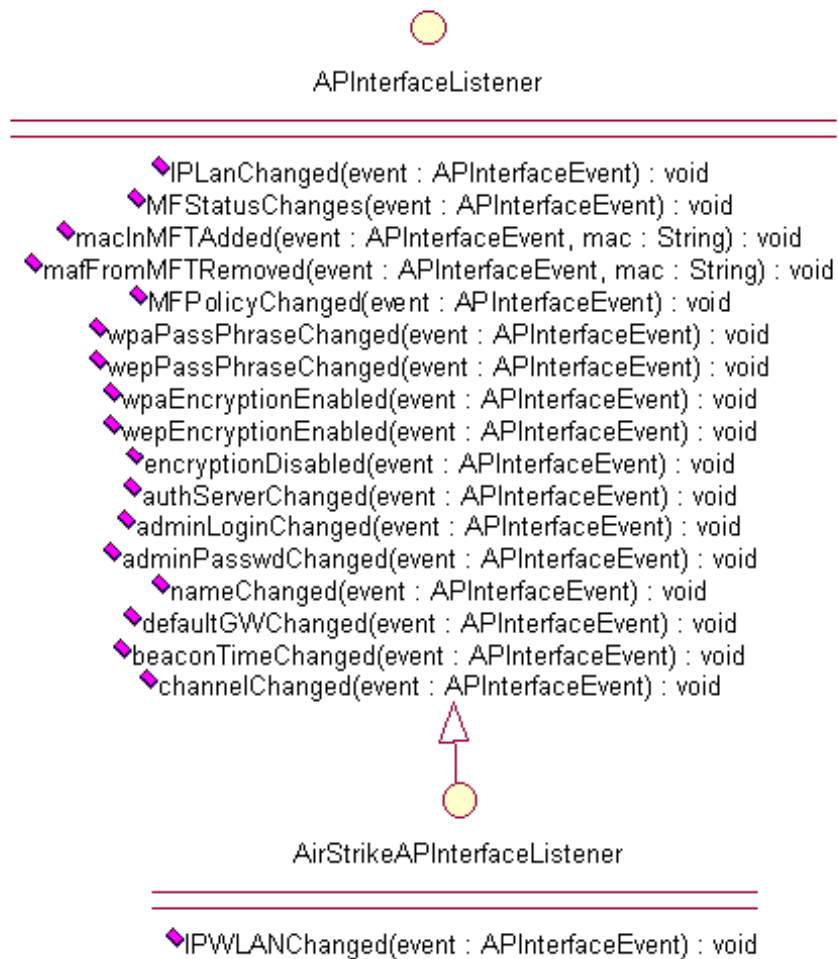 APInterfaceListener
IPLanChanged(event : APInterfaceEvent) : void
MFStatusChanges(event : APInterfaceEvent) : void
macInMFTAdded(event : APInterfaceEvent, mac : String) : void
mafFromMFTRemoved(event : APInterfaceEvent, mac : String) : void
MFPolicyChanged(event : APInterfaceEvent) : void
wpaPassPhraseChanged(event : APInterfaceEvent) : void
wepPassPhraseChanged(event : APInterfaceEvent) : void
wpaEncryptionEnabled(event : APInterfaceEvent) : void
wepEncryptionEnabled(event : APInterfaceEvent) : void
encryptionDisabled(event : APInterfaceEvent) : void
authServerChanged(event : APInterfaceEvent) : void
adminLoginChanged(event : APInterfaceEvent) : void
adminPasswdChanged(event : APInterfaceEvent) : void
nameChanged(event : APInterfaceEvent) : void
defaultGWChanged(event : APInterfaceEvent) : void
beaconTimeChanged(event : APInterfaceEvent) : void
channelChanged(event : APInterfaceEvent) : void
AirStrikeAPInterfaceListener
IPWLANChanged(event : APInterfaceEvent) : void